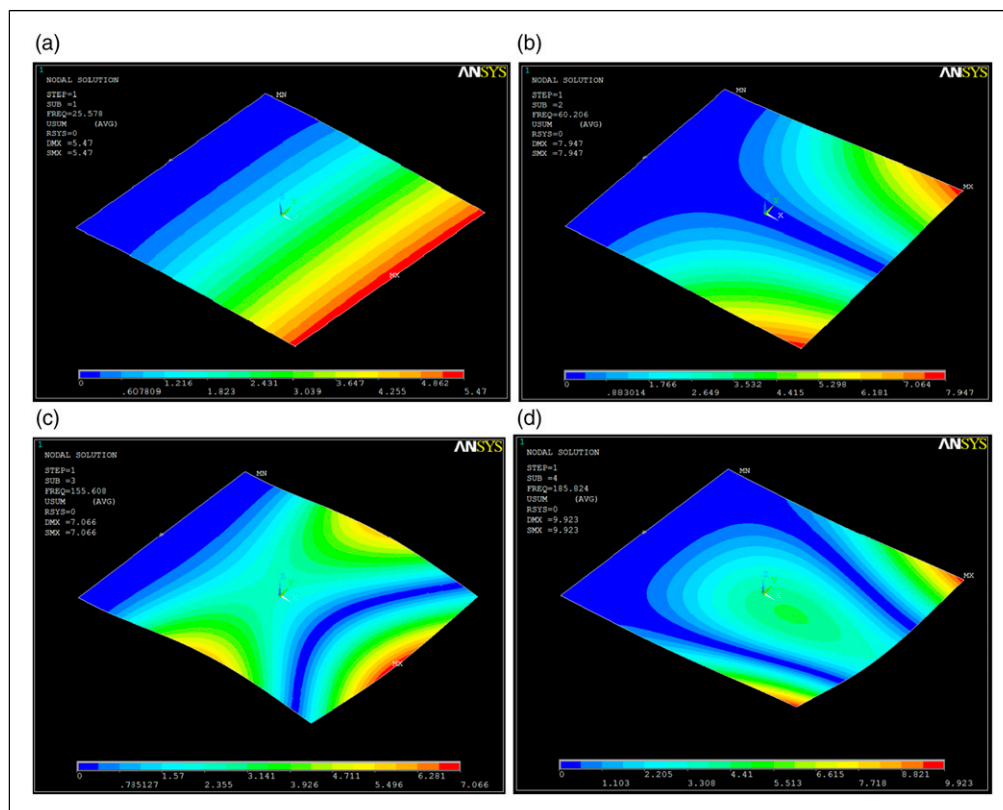 (a)
1
NODAL SOLUTION
ANSYS
STEP=1
SUB =1
FREQ=25.578
USUM (AVG)
RSYS=0
DMX =5.47
SMX =5.47
MN
Z
Y
MX
0 1.216 2.431 3.647 4.862
.607809 1.823 3.039 4.255 5.47
(b)
1
NODAL SOLUTION
ANSYS
STEP=1
SUB =2
FREQ=60.206
USUM (AVG)
RSYS=0
DMX =7.947
SMX =7.947
MN
MX
X
0 1.766 3.532 5.298 7.064
.883014 2.649 4.415 6.181 7.947
(c)
1
NODAL SOLUTION
ANSYS
STEP=1
SUB =3
FREQ=155.608
USUM (AVG)
RSYS=0
DMX =7.066
SMX =7.066
MN
MX
0 1.57 3.141 4.711 6.281
.785127 2.355 3.926 5.496 7.066
(d)
1
NODAL SOLUTION
ANSYS
STEP=1
SUB =4
FREQ=185.824
USUM (AVG)
RSYS=0
DMX =9.923
SMX =9.923
MN
MX
0 2.205 4.41 6.615 8.821
1.103 3.308 5.513 7.718 9.923